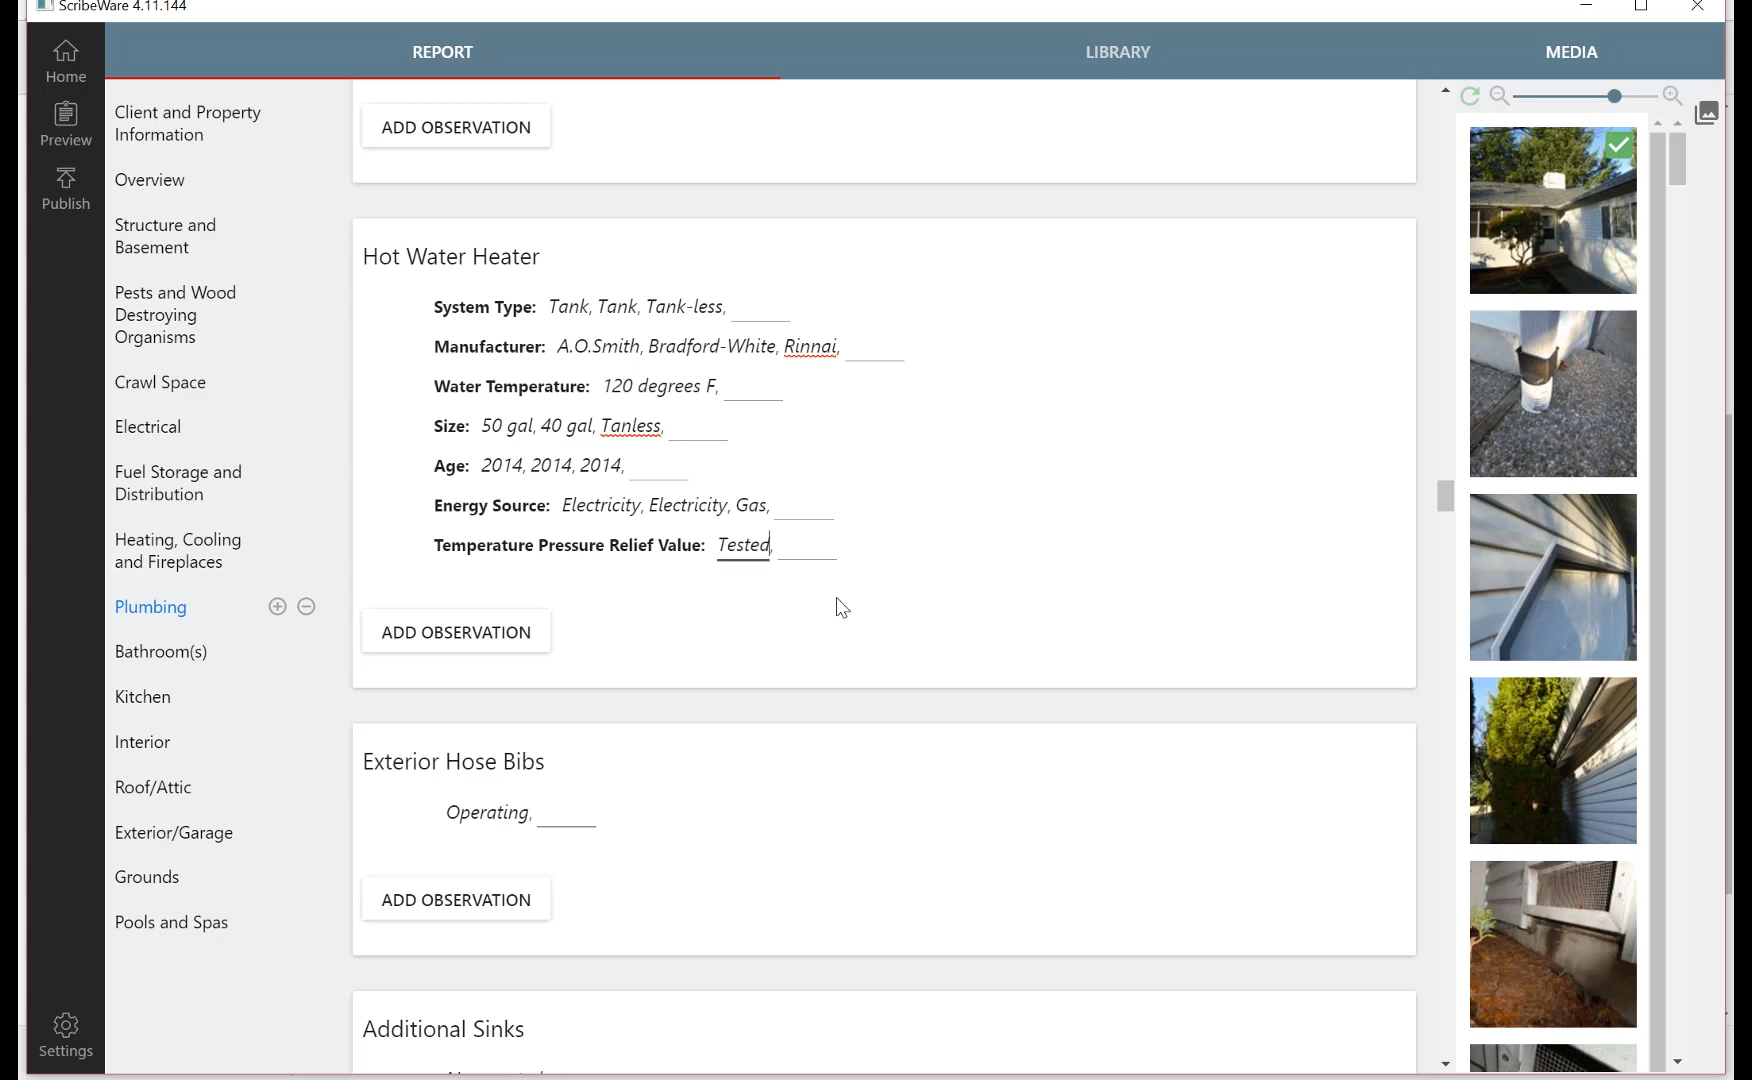 ScribeWare 4.11.144
REPORT
LIBRARY
MEDIA
Home
Preview
Publish
Settings
Client and Property
Information
Overview
Structure and
Basement
Pests and Wood
Destroying
Organisms
Crawl Space
Electrical
Fuel Storage and
Distribution
Heating, Cooling
and Fireplaces
Plumbing
Bathroom(s)
Kitchen
Interior
Roof/Attic
Exterior/Garage
Grounds
Pools and Spas
ADD OBSERVATION
Hot Water Heater
System Type: Tank, Tank, Tank-less,
Manufacturer: A.O.Smith, Bradford-White, Rinnai,
Water Temperature: 120 degrees F,
Size: 50 gal, 40 gal, Tanless,
Age: 2014, 2014, 2014,
Energy Source: Electricity, Electricity, Gas,
Temperature Pressure Relief Value: Tested,
ADD OBSERVATION
Exterior Hose Bibs
Operating,
ADD OBSERVATION
Additional Sinks